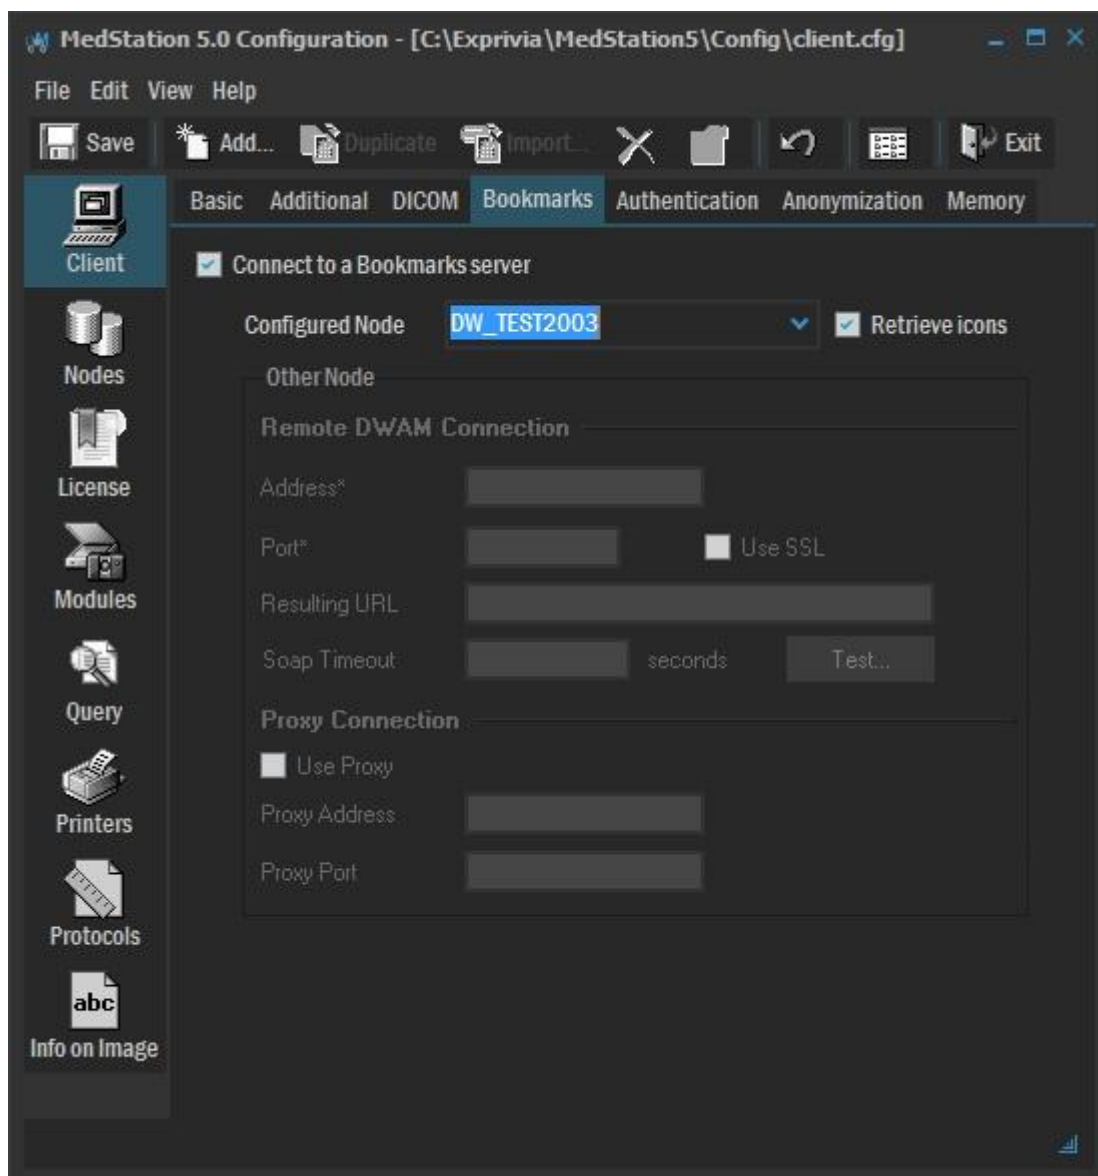 MedStation 5.0 Configuration - [C:\Exprivia\MedStation5\Config\client.cfg]
File Edit View Help
Save Add... Duplicate Import... Exit
Basic Additional DICOM Bookmarks Authentication Anonymization Memory
Client
Connect to a Bookmarks server
Configured Node DW_TEST2003 Retrieve icons
Nodes
Other Node
Remote DWAM Connection
License
Address*
Port* Use SSL
Modules
Resulting URL
Soap Timeout seconds Test...
Query
Proxy Connection
Use Proxy
Printers
Proxy Address
Proxy Port
Protocols
abc
Info on Image